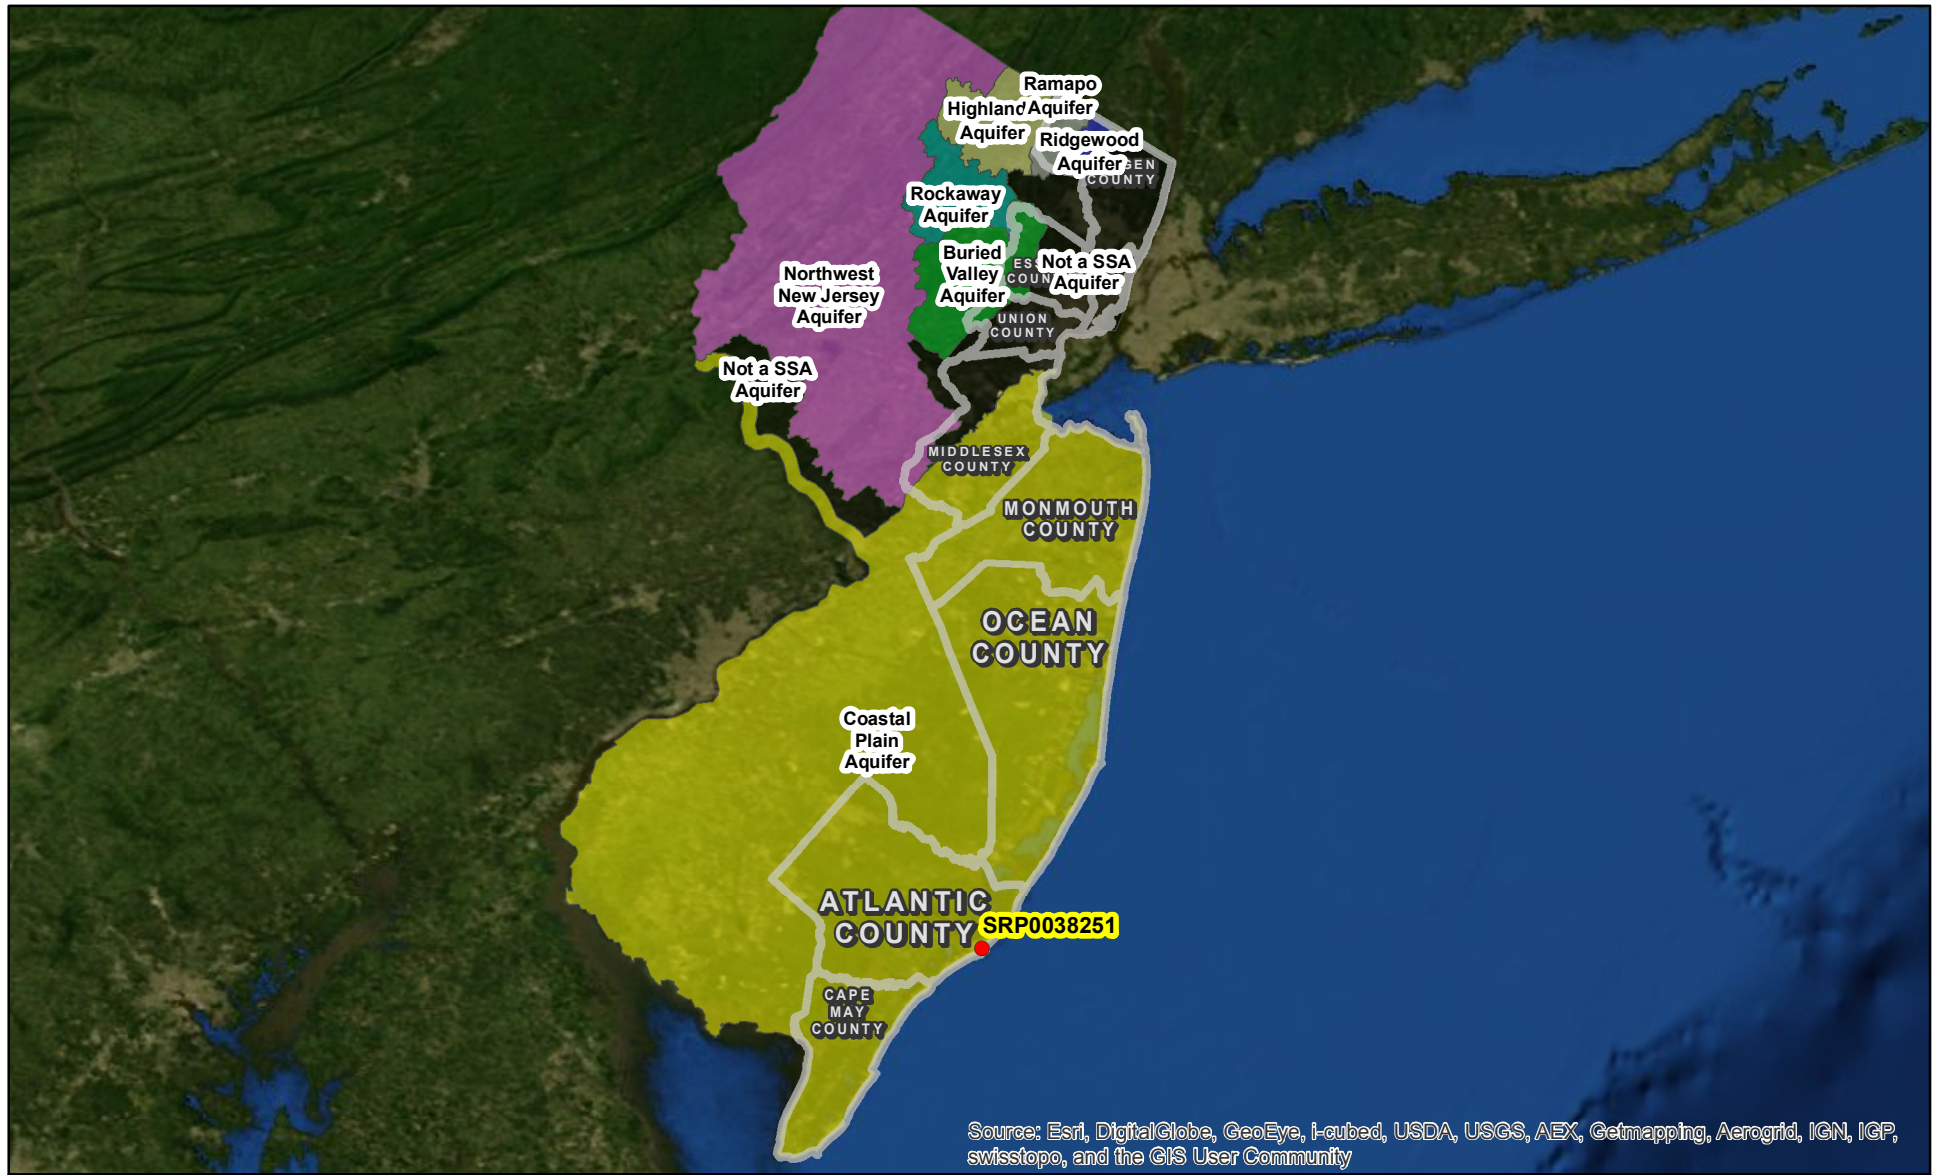 Ramapo
Aquifer
Highland
Aquifer
Ridgewood
Aquifer
GEN
COUNTY
Rockaway
Aquifer
Buried
Valley
Aquifer
ESS
COUN
Not a SSA
Aquifer
Northwest
New Jersey
Aquifer
UNION
COUNTY
Not a SSA
Aquifer
MIDDLESEX
COUNTY
MONMOUTH
COUNTY
OCEAN
COUNTY
Coastal
Plain
Aquifer
ATLANTIC
COUNTY
SRP0038251
CAPE
MAY
COUNTY
Source: Esri, DigitalGlobe, GeoEye, i-cubed, USDA, USGS, AEX, Getmapping, Aerogrid, IGN, IGP,
swisstopo, and the GIS User Community